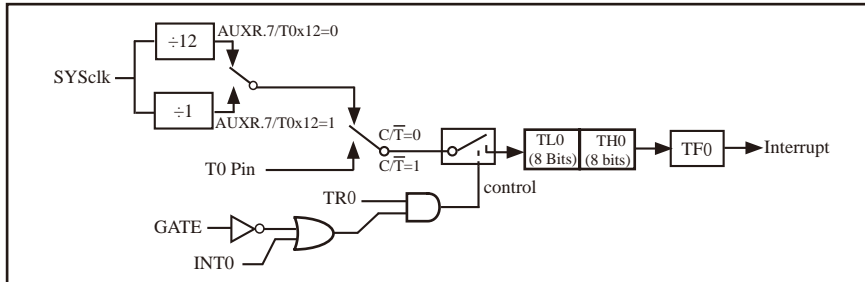 ÷12
AUXR.7/T0x12=0
SYSclk
÷1
AUXR.7/T0x12=1
C/T̅=0
C/T̅=1
T0 Pin
TL0
(8 Bits)
TH0
(8 bits)
TF0
Interrupt
control
TR0
GATE
INT0